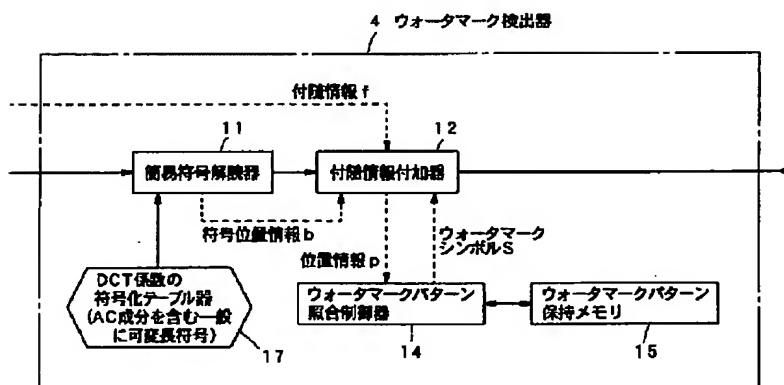 4 ウォータマーク検出器
付随情報f
11
12
簡易符号解読器
付随情報付加器
符号位置情報b
位置情報p
ウォータマーク
シンボルS
DCT係数の
符号化テーブル器
(AC成分を含む一般
に可変長符号)
17
ウォータマークパターン
照合制御器
14
ウォータマークパターン
保持メモリ
15